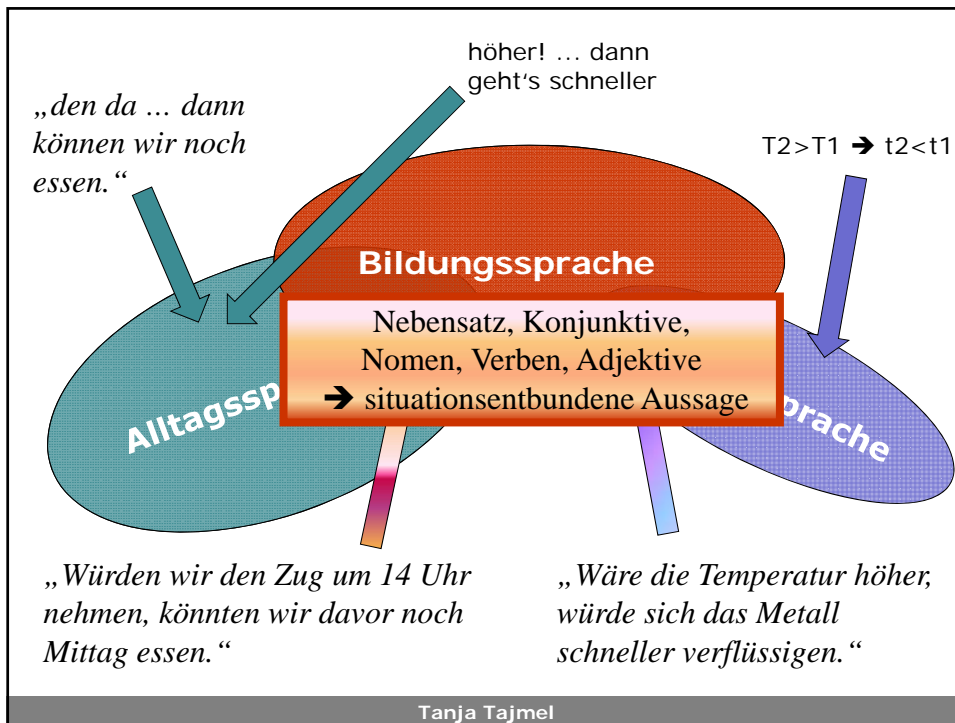 höher! … dann
geht‘s schneller
„den da … dann
können wir noch
essen.“
T2>T1 ➔ t2<t1
Bildungssprache
Nebensatz, Konjunktive,
Nomen, Verben, Adjektive
➔ situationsentbundene Aussage
„Würden wir den Zug um 14 Uhr
nehmen, könnten wir davor noch
Mittag essen.“
„Wäre die Temperatur höher,
würde sich das Metall
schneller verflüssigen.“
Tanja Tajmel